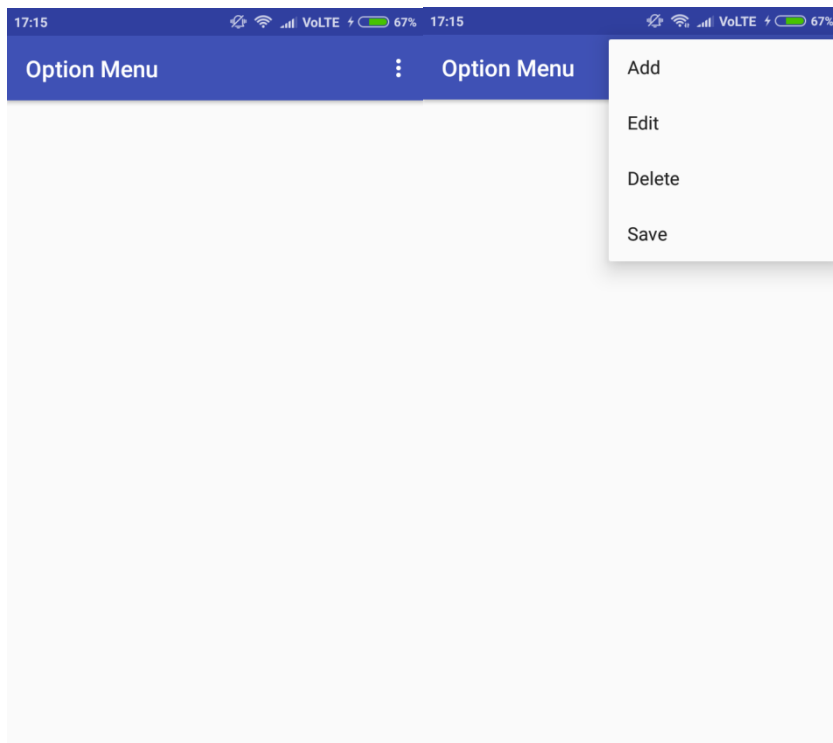 17:15 VoLTE 67%
Option Menu
17:15 VoLTE 67%
Option Menu
Add
Edit
Delete
Save